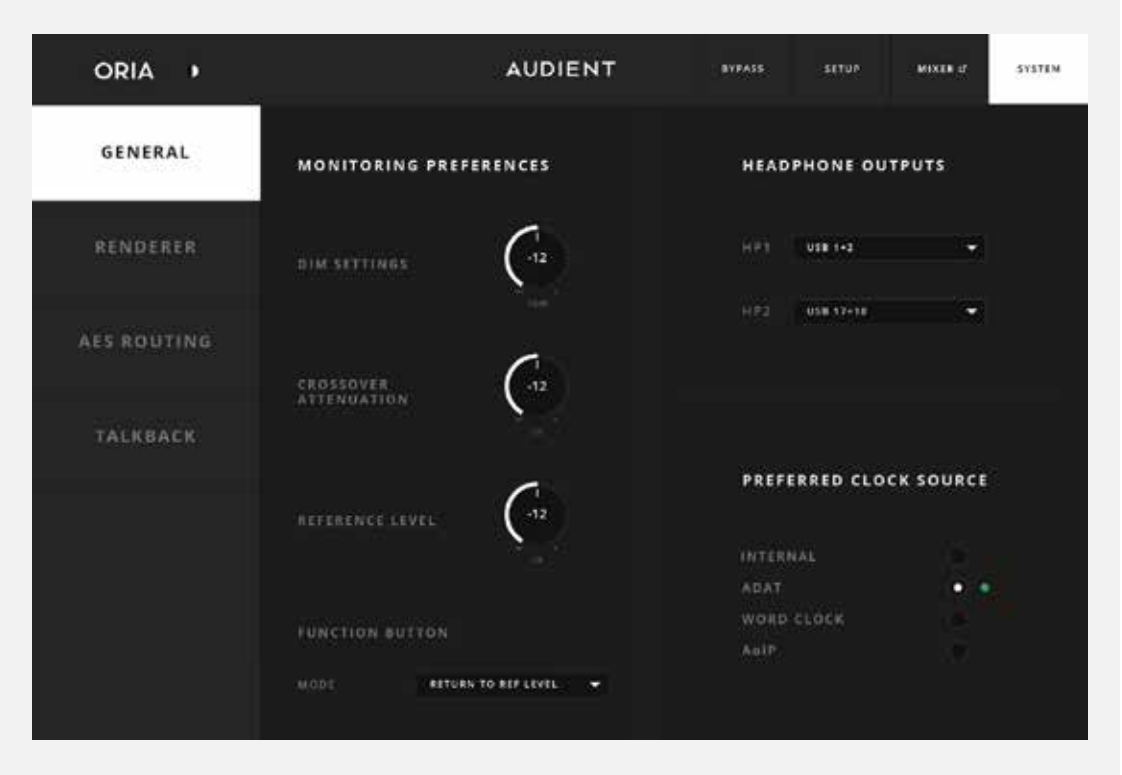 ORIA
AUDIENT
BYPASS
SETUP
MIXER
SYSTEM
GENERAL
RENDERER
AES ROUTING
TALKBACK
MONITORING PREFERENCES
DIM SETTINGS
-12
CROSSOVER
ATTENUATION
-12
REFERENCE LEVEL
-12
FUNCTION BUTTON
MODE
RETURN TO REF LEVEL
HEADPHONE OUTPUTS
HP1
USB 1+2
HP2
USB 17+18
PREFERRED CLOCK SOURCE
INTERNAL
ADAT
WORD CLOCK
AoIP